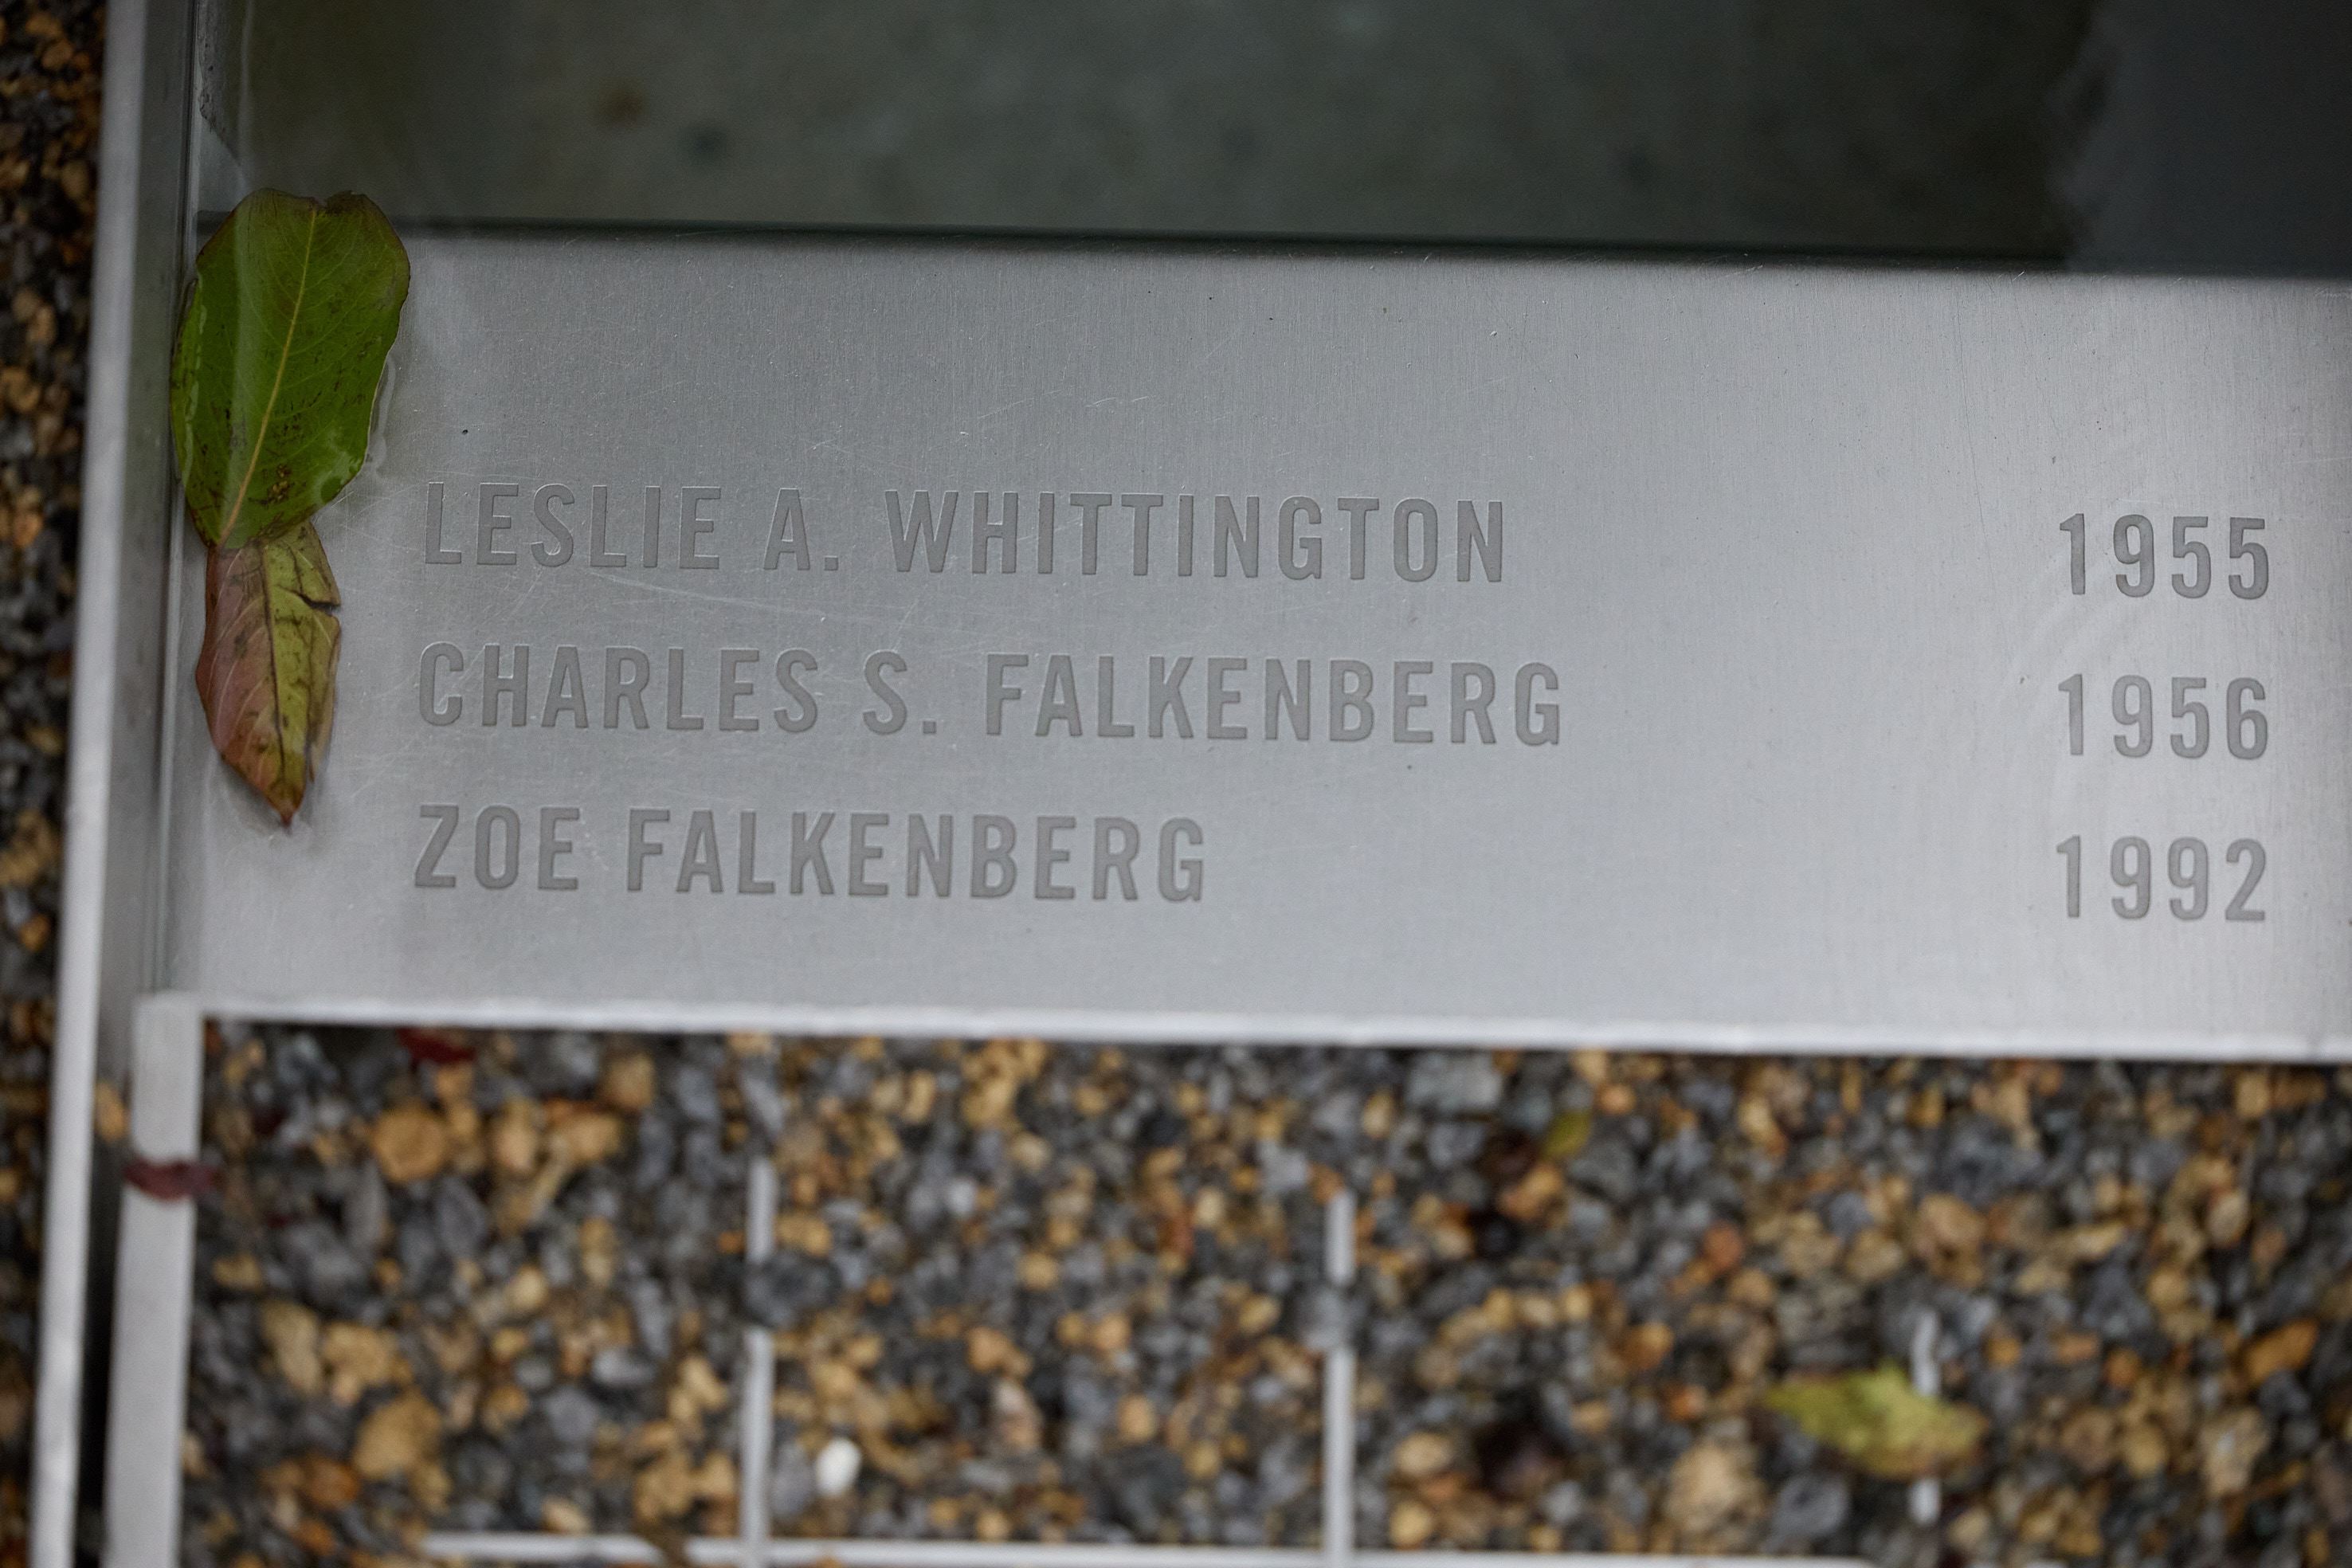 LESLIE A. WHITTINGTON 1955
CHARLES S. FALKENBERG 1956
ZOE FALKENBERG 1992